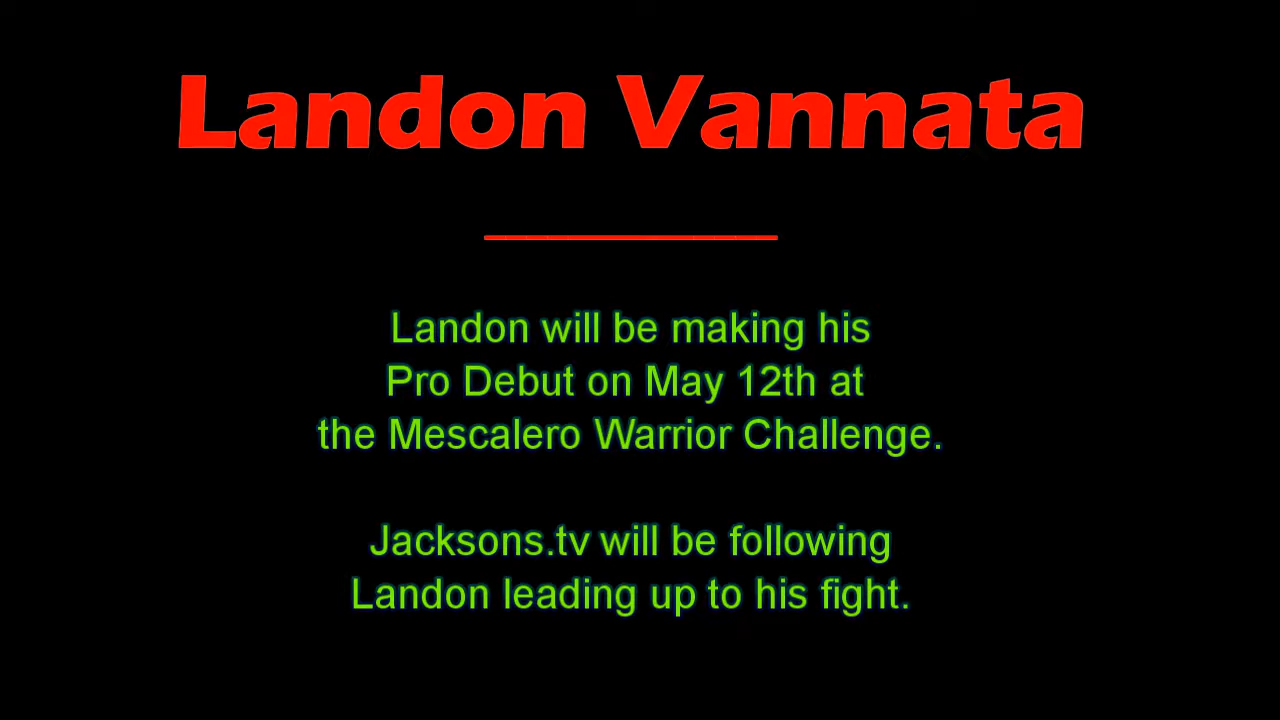 Landon Vannata
Landon will be making his
Pro Debut on May 12th at
the Mescalero Warrior Challenge.
Jacksons.tv will be following
Landon leading up to his fight.